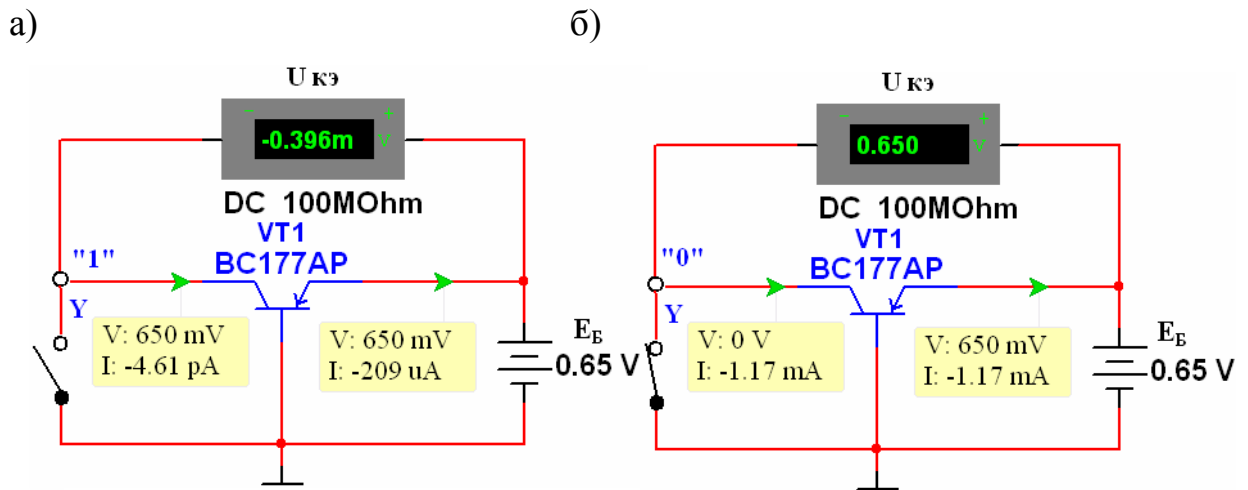 а)
U кэ
- +
-0.396m V
DC 100MOhm
VT1
"1"
BC177AP
Y
V: 650 mV
I: -4.61 pA
V: 650 mV
I: -209 uA
EБ
0.65 V
б)
U кэ
- +
0.650 V
DC 100MOhm
VT1
"0"
BC177AP
Y
V: 0 V
I: -1.17 mA
V: 650 mV
I: -1.17 mA
EБ
0.65 V